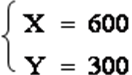 X = 600
Y = 300